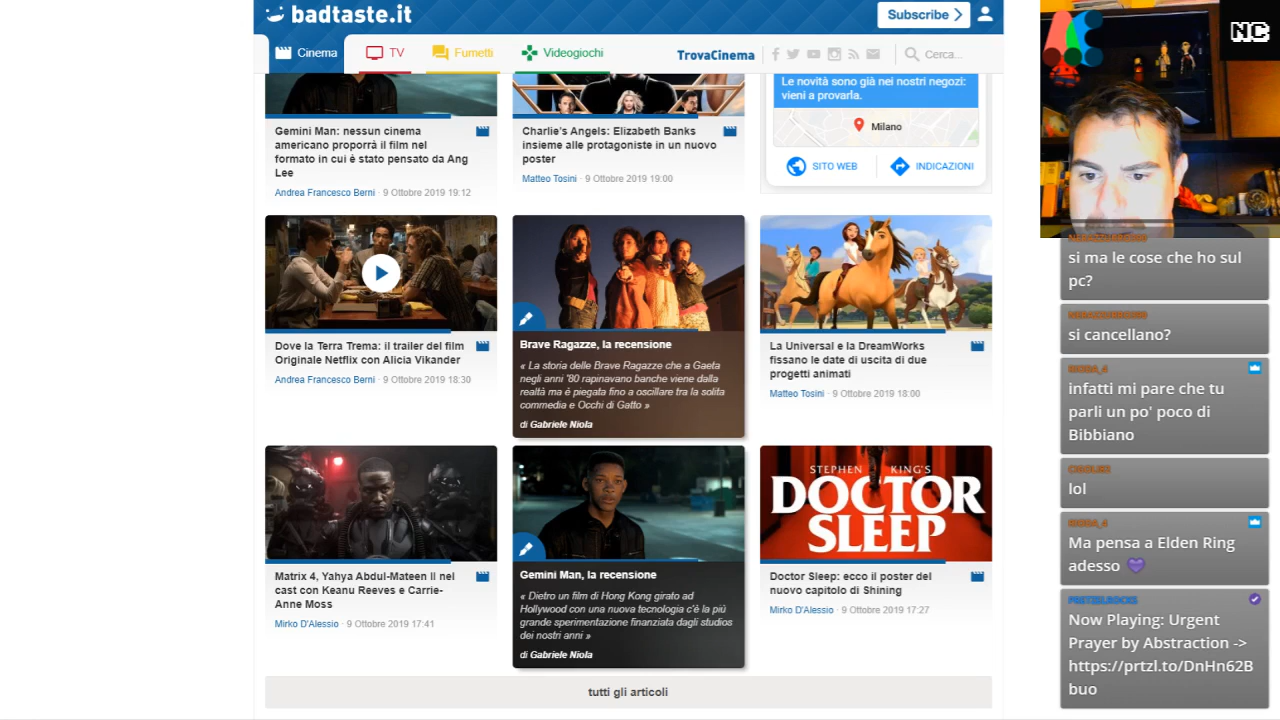 badtaste.it
Subscribe
NC
Cinema
TV
Fumetti
Videogiochi
TrovaCinema
Cerca...
Gemini Man: nessun cinema
americano proporrà il film nel
formato in cui è stato pensato da Ang
Lee
Andrea Francesco Berni · 9 Ottobre 2019 19:12
Charlie's Angels: Elizabeth Banks
insieme alle protagoniste in un nuovo
poster
Matteo Tosini · 9 Ottobre 2019 19:00
Le novità sono già nei nostri negozi:
vieni a provarla.
Milano
SITO WEB
INDICAZIONI
Dove la Terra Trema: il trailer del film
Originale Netflix con Alicia Vikander
Andrea Francesco Berni · 9 Ottobre 2019 18:30
Brave Ragazze, la recensione
« La storia delle Brave Ragazze che a Gaeta
negli anni '80 rapinavano banche viene dalla
realtà ma è piegata fino a oscillare tra la solita
commedia e Occhi di Gatto »
di Gabriele Niola
La Universal e la DreamWorks
fissano le date di uscita di due
progetti animati
Matteo Tosini · 9 Ottobre 2019 18:00
Matrix 4, Yahya Abdul-Mateen II nel
cast con Keanu Reeves e Carrie-
Anne Moss
Mirko D'Alessio · 9 Ottobre 2019 17:41
Gemini Man, la recensione
« Dietro un film di Hong Kong girato ad
Hollywood con una nuova tecnologia c'è la più
grande sperimentazione finanziata dagli studios
dei nostri anni »
di Gabriele Niola
STEPHEN KING'S
DOCTOR
SLEEP
Doctor Sleep: ecco il poster del
nuovo capitolo di Shining
Mirko D'Alessio · 9 Ottobre 2019 17:27
tutti gli articoli
si ma le cose che ho sul
pc?
si cancellano?
infatti mi pare che tu
parli un po' poco di
Bibbiano
lol
Ma pensa a Elden Ring
adesso
Now Playing: Urgent
Prayer by Abstraction ->
https://prtzl.to/DnHn62B
buo